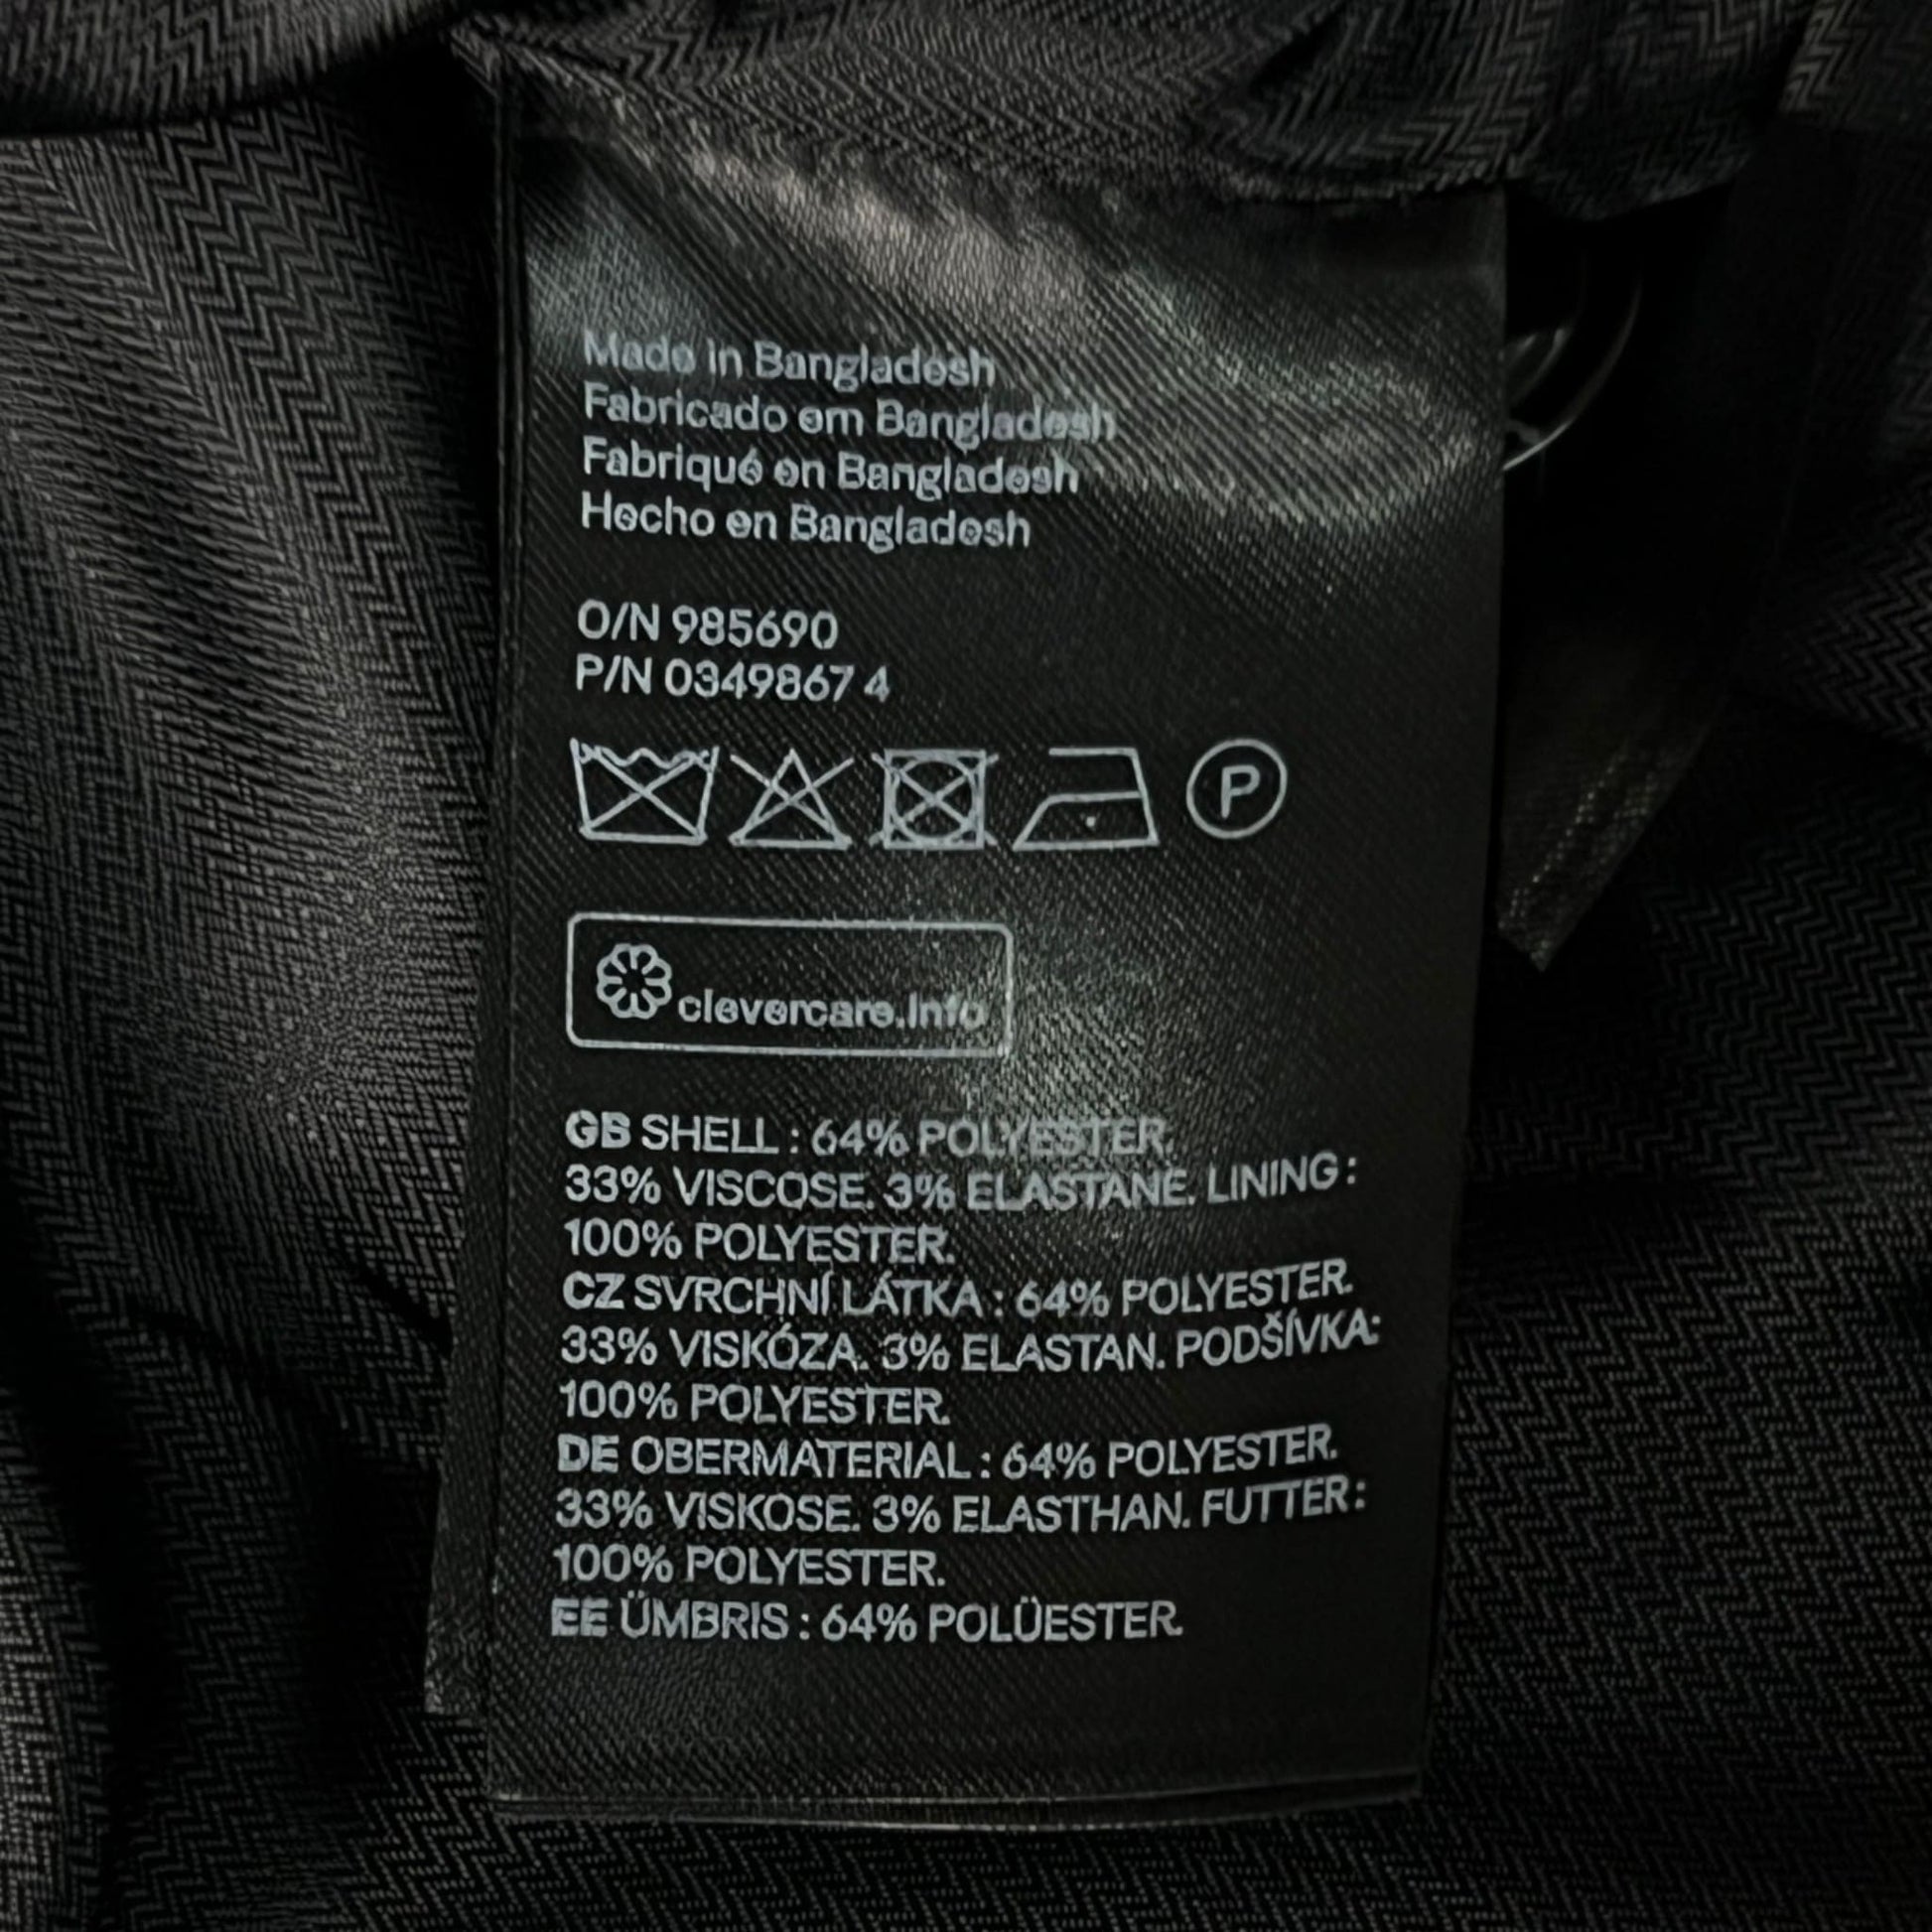 Made in Bangladesh
Fabricado em Bangladesh
Fabriqué en Bangladesh
Hecho en Bangladesh
O/N 985690
P/N 0349867 4
P
clevercare.info
GB SHELL : 64% POLYESTER.
33% VISCOSE. 3% ELASTANE. LINING :
100% POLYESTER.
CZ SVRCHNÍ LÁTKA : 64% POLYESTER.
33% VISKÓZA. 3% ELASTAN. PODŠÍVKA:
100% POLYESTER.
DE OBERMATERIAL : 64% POLYESTER.
33% VISKOSE. 3% ELASTHAN. FUTTER :
100% POLYESTER.
EE ÜMBRIS : 64% POLÜESTER.